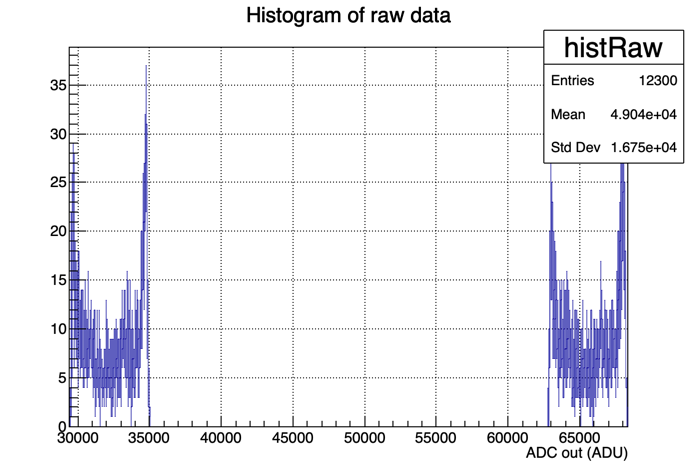 Histogram of raw data
histRaw
Entries 12300
Mean 4.904e+04
Std Dev 1.675e+04
35
30
25
20
15
10
5
0
30000 35000 40000 45000 50000 55000 60000 65000
ADC out (ADU)